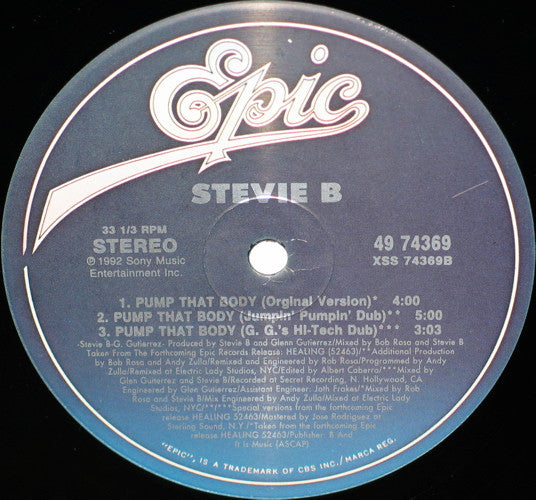 Epic
STEVIE B
33 1/3 RPM
STEREO
℗ 1992 Sony Music
Entertainment Inc.
49 74369
XSS 74369B
1. PUMP THAT BODY (Orginal Version)* 4:00
2. PUMP THAT BODY (Jumpin' Pumpin' Dub)** 5:00
3. PUMP THAT BODY (G. G.'s Hi-Tech Dub)*** 3:03
-Stevie B-G. Gutierrez- Produced by Stevie B and Glenn Gutierrez/Mixed by Bob Rosa and Stevie B
Taken From The Forthcoming Epic Records Release: HEALING (52463)/**Additional Production
by Bob Rosa and Andy Zulla/Remixed and Engineered by Rob Rosa/Programmed by Andy
Zulla/Remixed at Electric Lady Studios, NYC/Edited by Albert Cabrera/***Mixed by
Glen Guiterrez and Stevie B/Recorded at Secret Recording, N. Hollywood, CA
Engineered by Glen Gutierrez/Assistant Engineer: Joth Frakes/*Mixed by Rob
Rosa and Stevie B/Mix Engineered by Andy Zulla/Mixed at Electric Lady
Studios, NYC/**/***Special versions from the forthcoming Epic
release HEALING 52463/Mastered by Jose Rodriguez at
Sterling Sound, N.Y./*Taken from the forthcoming Epic
release HEALING 52463/Publisher: B And
It is Music (ASCAP)
"EPIC", IS A TRADEMARK OF CBS INC./MARCA REG.